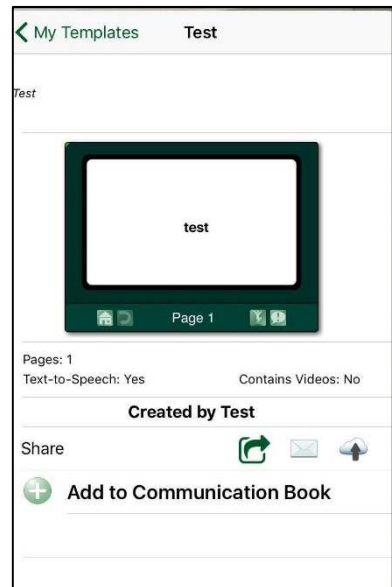 My Templates Test
Test
test
Page 1
Pages: 1
Text-to-Speech: Yes Contains Videos: No
Created by Test
Share
Add to Communication Book